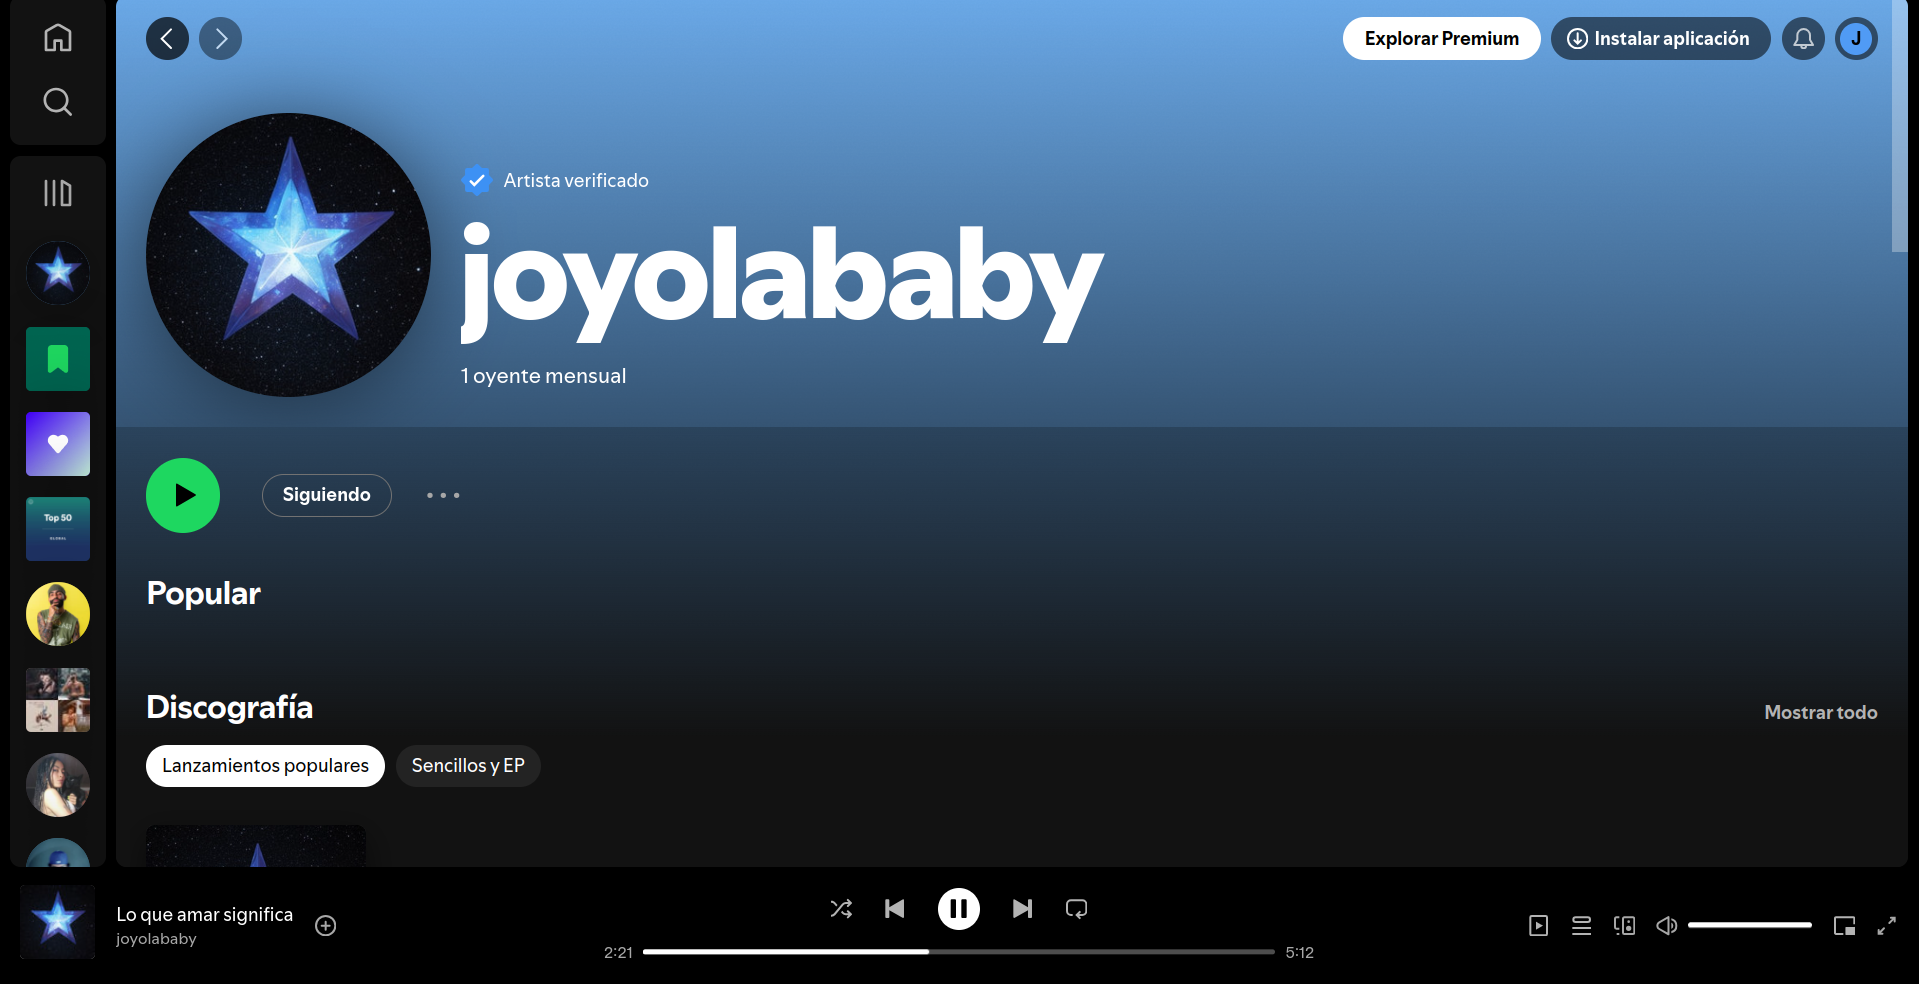 Explorar Premium
Instalar aplicación
J
Artista verificado
joyolababy
1 oyente mensual
Siguiendo
Popular
Discografía
Mostrar todo
Lanzamientos populares
Sencillos y EP
Top 50
GLOBAL
Lo que amar significa
joyolababy
2:21
5:12